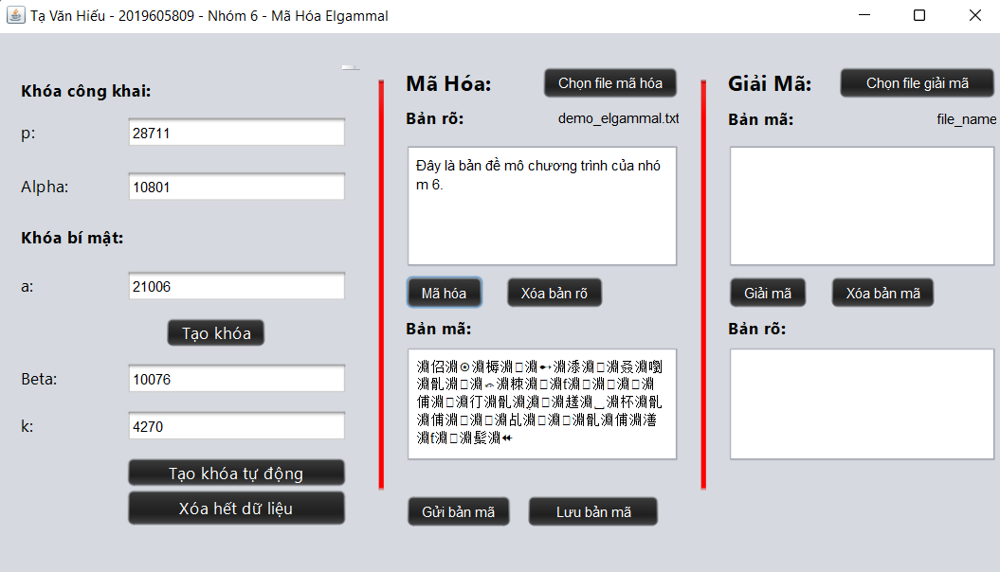 Tạ Văn Hiếu - 2019605809 - Nhóm 6 - Mã Hóa Elgammal
Khóa công khai:
p:
28711
Alpha:
10801
Khóa bí mật:
a:
21006
Tạo khóa
Beta:
10076
k:
4270
Tạo khóa tự động
Xóa hết dữ liệu
Mã Hóa:
Chọn file mã hóa
Bản rõ:
demo_elgammal.txt
Đây là bản đề mô chương trình của nhó
m 6.
Mã hóa
Xóa bản rõ
Bản mã:
Gửi bản mã
Lưu bản mã
Giải Mã:
Chọn file giải mã
Bản mã:
file_name
Giải mã
Xóa bản mã
Bản rõ: